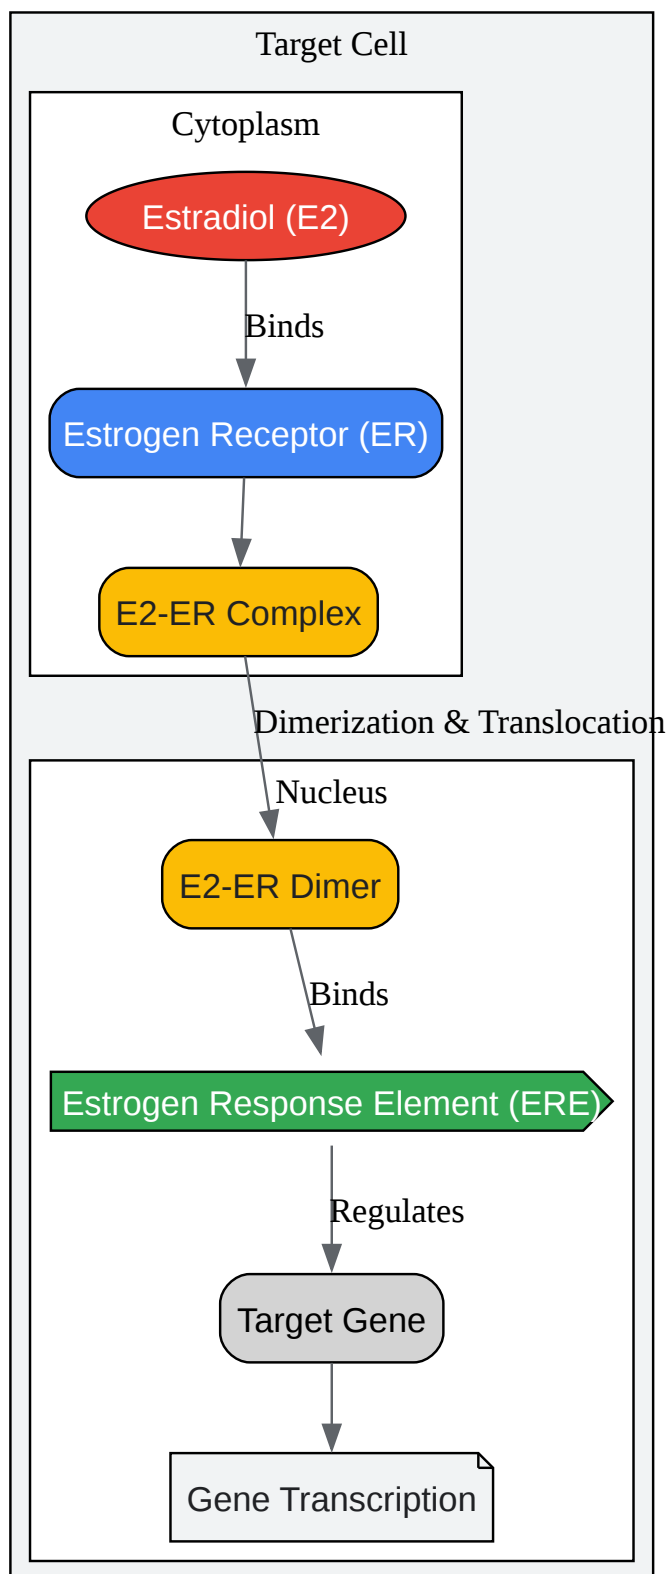 Target Cell
Cytoplasm
Estradiol (E2)
Binds
Estrogen Receptor (ER)
E2-ER Complex
Dimerization & Translocation
Nucleus
E2-ER Dimer
Binds
Estrogen Response Element (ERE)
Regulates
Target Gene
Gene Transcription